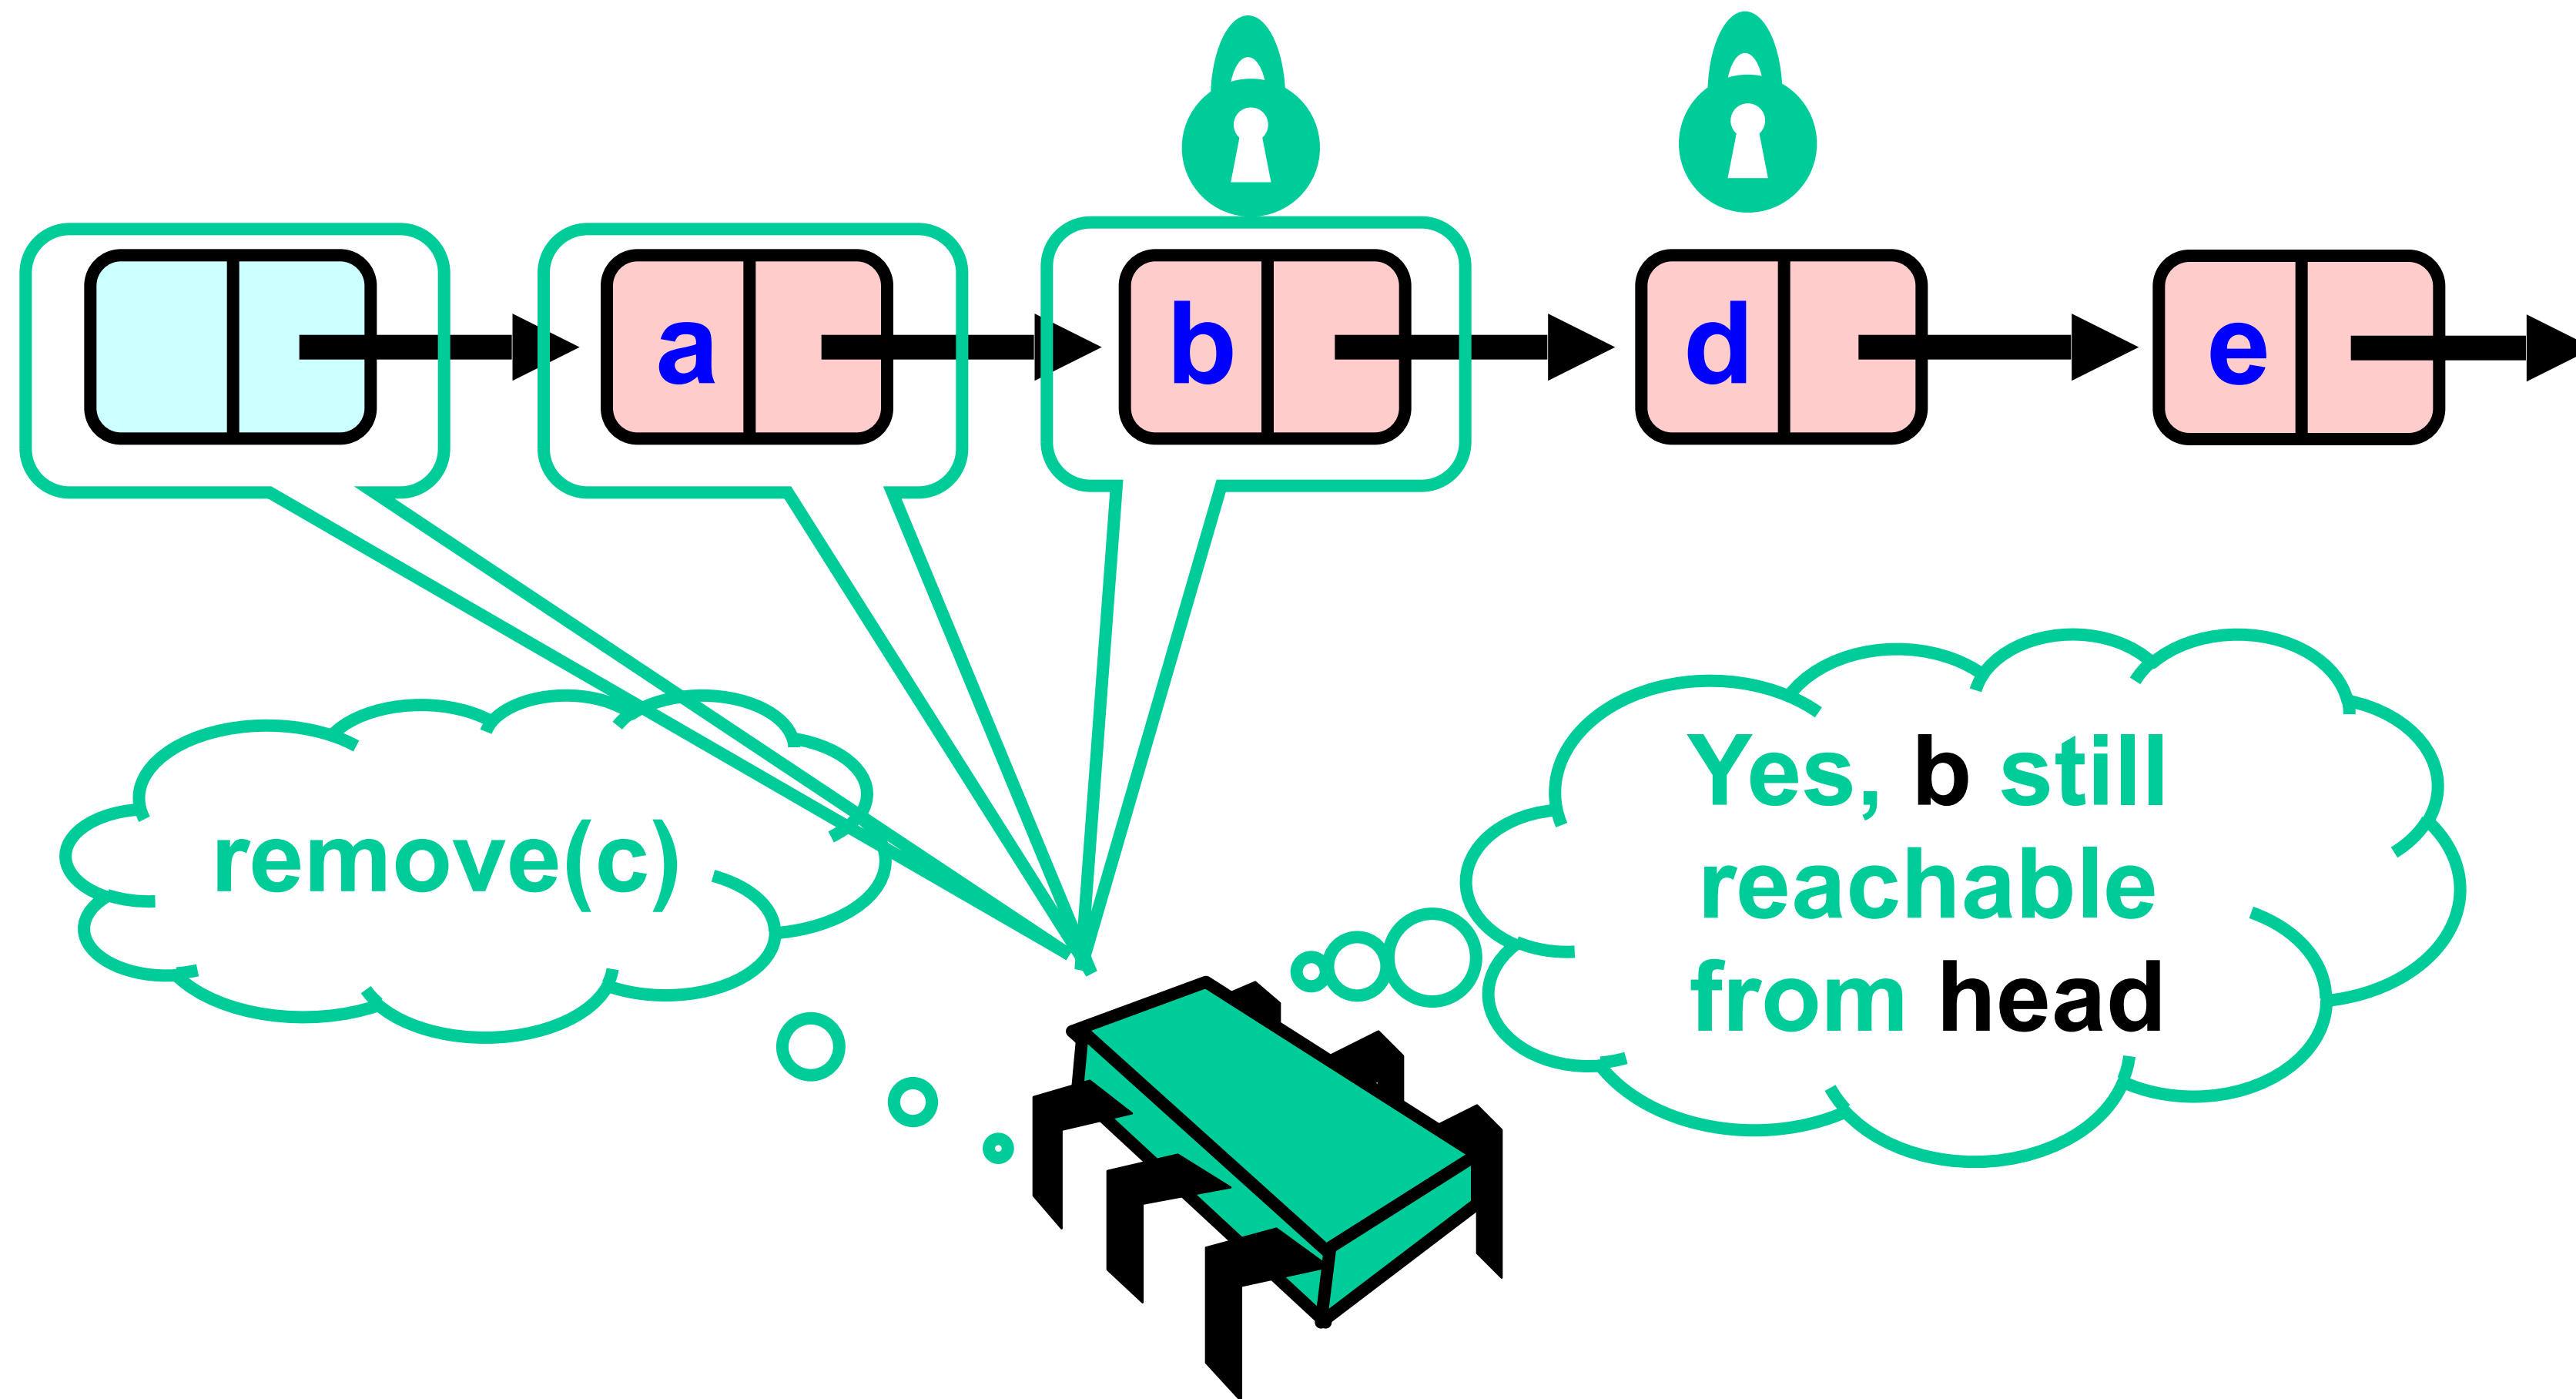 a b d e
remove(c)
Yes, b still
reachable
from head